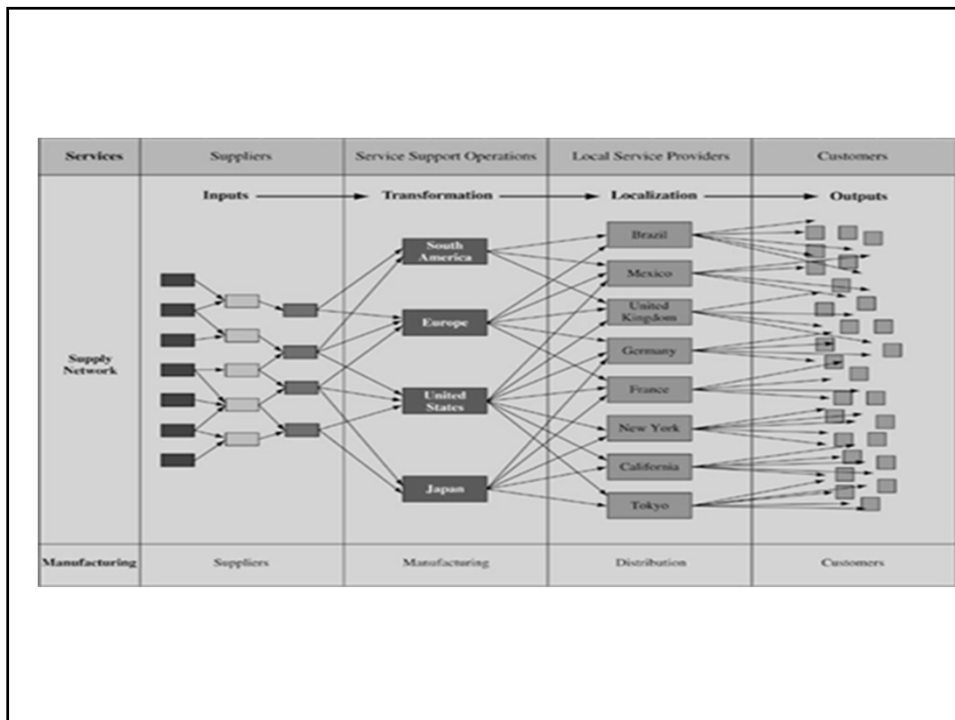 Services Suppliers Service Support Operations Local Service Providers Customers
Inputs Transformation Localization Outputs
South
America
Europe
United
States
Japan
Brazil
Mexico
United
Kingdom
Germany
France
New York
California
Tokyo
Supply
Network
Manufacturing Suppliers Manufacturing Distribution Customers